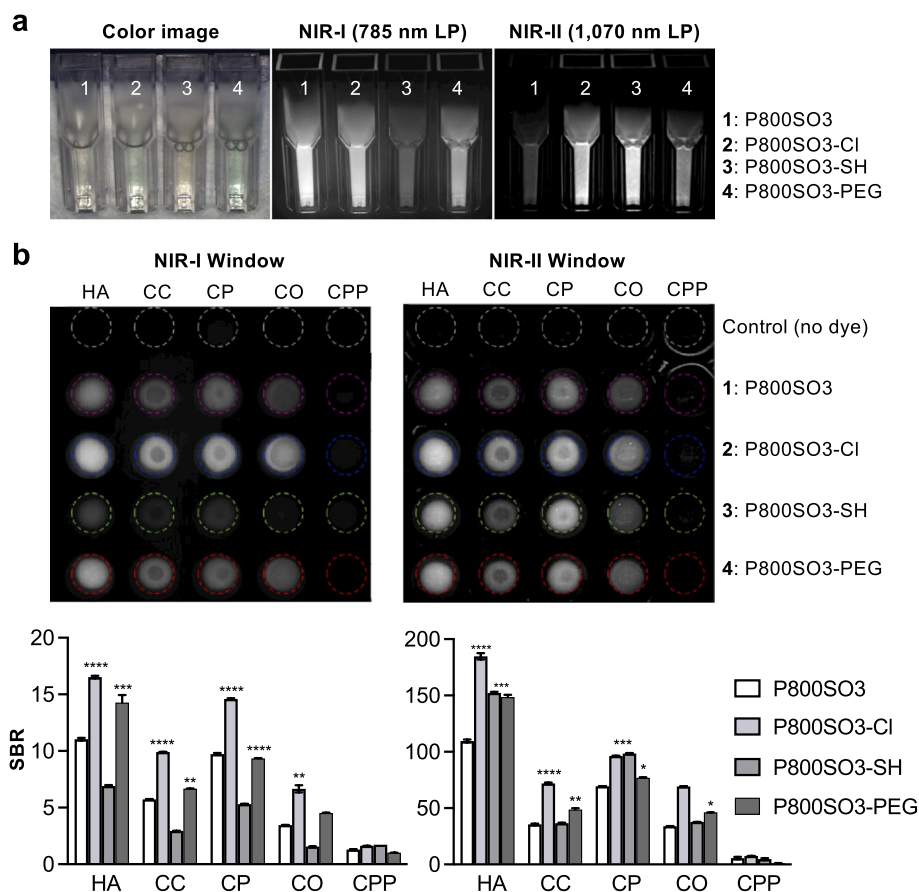 a
Color image
NIR-I (785 nm LP)
NIR-II (1,070 nm LP)
1 2 3 4
1 2 3 4
1 2 3 4
1: P800SO3
2: P800SO3-Cl
3: P800SO3-SH
4: P800SO3-PEG
b
NIR-I Window
NIR-II Window
HA CC CP CO CPP
HA CC CP CO CPP
Control (no dye)
1: P800SO3
2: P800SO3-Cl
3: P800SO3-SH
4: P800SO3-PEG
SBR
20
15
10
5
0
**** *** **** ** **** **** **
HA CC CP CO CPP
200
150
100
50
0
**** *** **** ** *** * *
HA CC CP CO CPP
P800SO3
P800SO3-Cl
P800SO3-SH
P800SO3-PEG